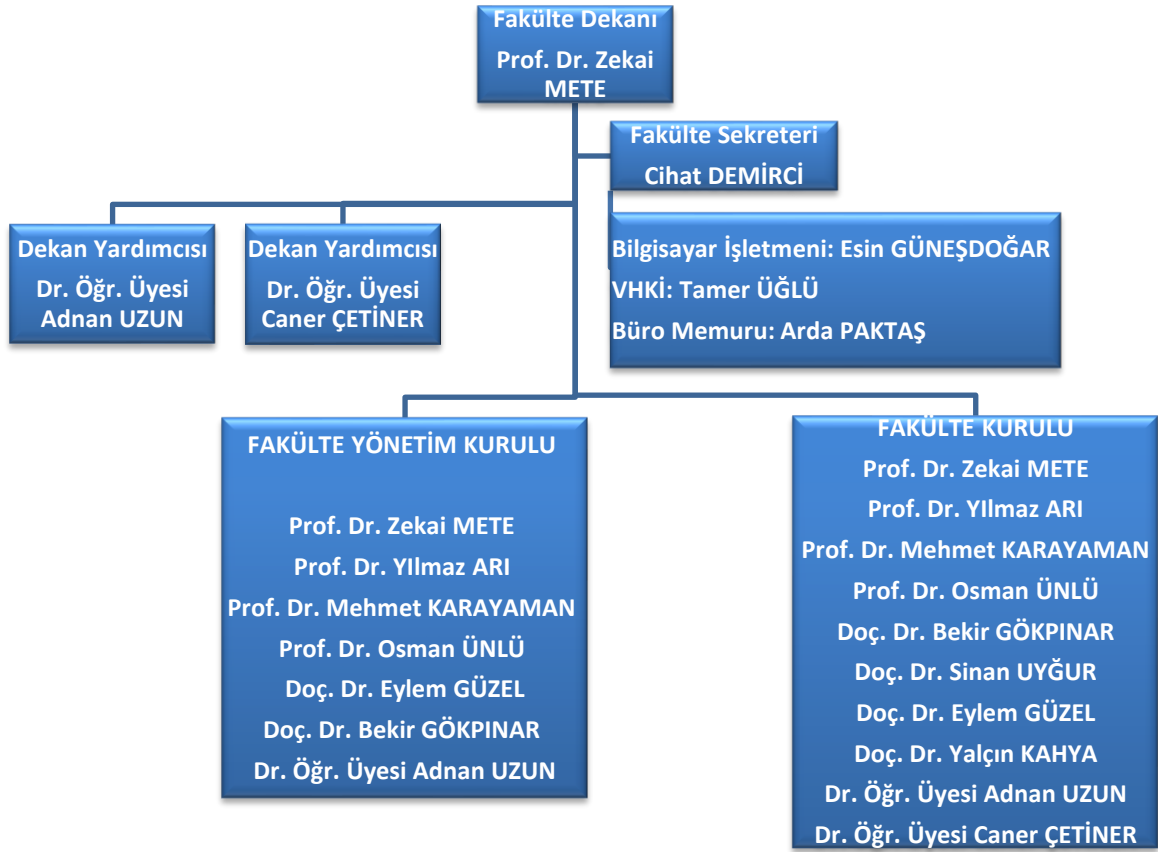 Fakülte Dekanı
Prof. Dr. Zekai
METE
Fakülte Sekreteri
Cihat DEMİRCİ
Dekan Yardımcısı
Dr. Öğr. Üyesi
Adnan UZUN
Dekan Yardımcısı
Dr. Öğr. Üyesi
Caner ÇETİNER
Bilgisayar İşletmeni: Esin GÜNEŞDOĞAR
VHKİ: Tamer ÜĞLÜ
Büro Memuru: Arda PAKTAŞ
FAKÜLTE YÖNETİM KURULU
Prof. Dr. Zekai METE
Prof. Dr. YIlmaz ARI
Prof. Dr. Mehmet KARAYAMAN
Prof. Dr. Osman ÜNLÜ
Doç. Dr. Eylem GÜZEL
Doç. Dr. Bekir GÖKPINAR
Dr. Öğr. Üyesi Adnan UZUN
FAKÜLTE KURULU
Prof. Dr. Zekai METE
Prof. Dr. YIlmaz ARI
Prof. Dr. Mehmet KARAYAMAN
Prof. Dr. Osman ÜNLÜ
Doç. Dr. Bekir GÖKPINAR
Doç. Dr. Sinan UYĞUR
Doç. Dr. Eylem GÜZEL
Doç. Dr. Yalçın KAHYA
Dr. Öğr. Üyesi Adnan UZUN
Dr. Öğr. Üyesi Caner ÇETİNER